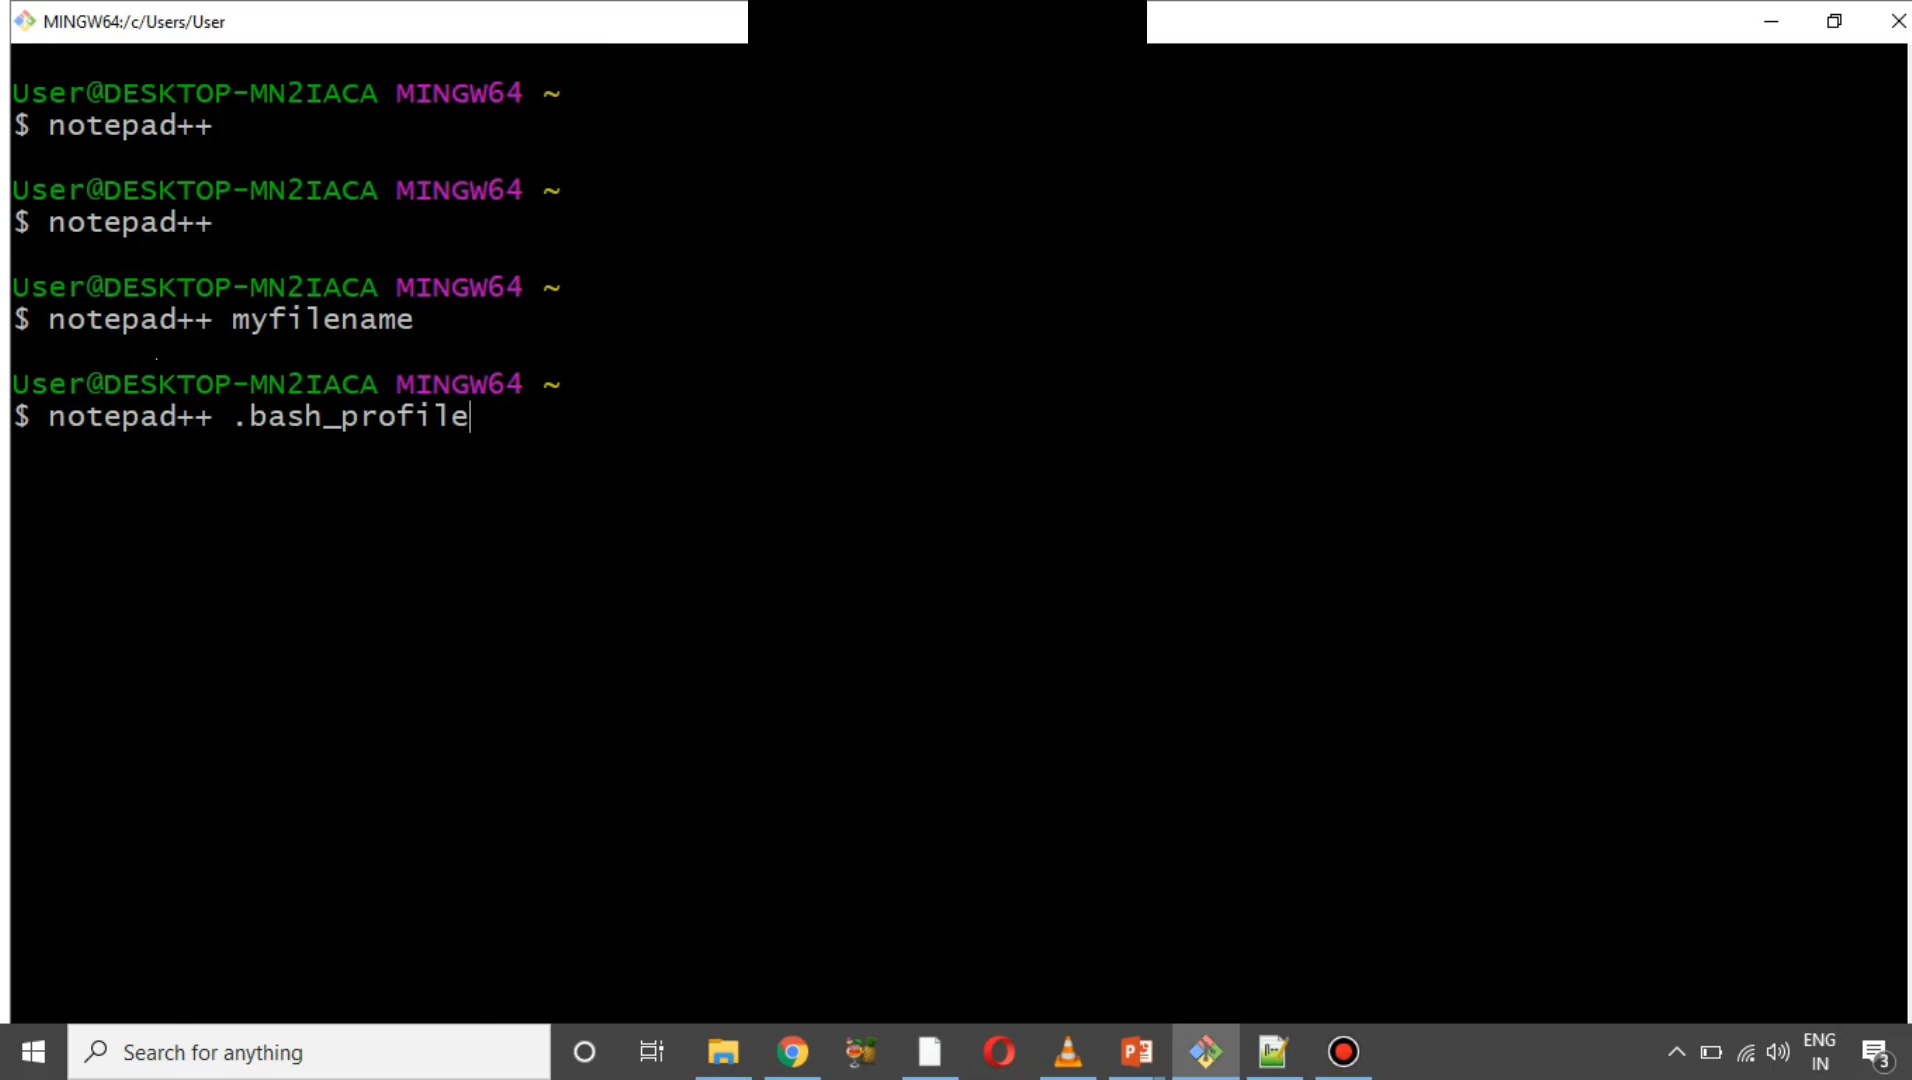 MINGW64:/c/Users/User
User@DESKTOP-MN2IACA MINGW64 ~
$ notepad++
User@DESKTOP-MN2IACA MINGW64 ~
$ notepad++
User@DESKTOP-MN2IACA MINGW64 ~
$ notepad++ myfilename
User@DESKTOP-MN2IACA MINGW64 ~
$ notepad++ .bash_profile
Search for anything
ENG
IN
3